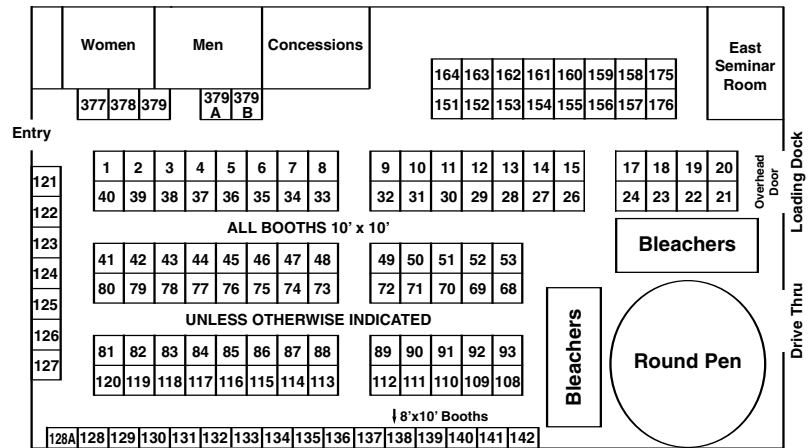 Women Men Concessions
East
Seminar
Room
164 163 162 161 160 159 158 175
151 152 153 154 155 156 157 176
377 378 379 379 A 379 B
Entry
1 2 3 4 5 6 7 8 9 10 11 12 13 14 15 17 18 19 20
40 39 38 37 36 35 34 33 32 31 30 29 28 27 26 24 23 22 21
Overhead
Door
Loading Dock
121
122
123
124
125
126
127
ALL BOOTHS 10’ x 10’
Bleachers
41 42 43 44 45 46 47 48 49 50 51 52 53
80 79 78 77 76 75 74 73 72 71 70 69 68
UNLESS OTHERWISE INDICATED
Bleachers
Round Pen
Drive Thru
81 82 83 84 85 86 87 88 89 90 91 92 93
120 119 118 117 116 115 114 113 112 111 110 109 108
8’x10’ Booths
128A 128 129 130 131 132 133 134 135 136 137 138 139 140 141 142